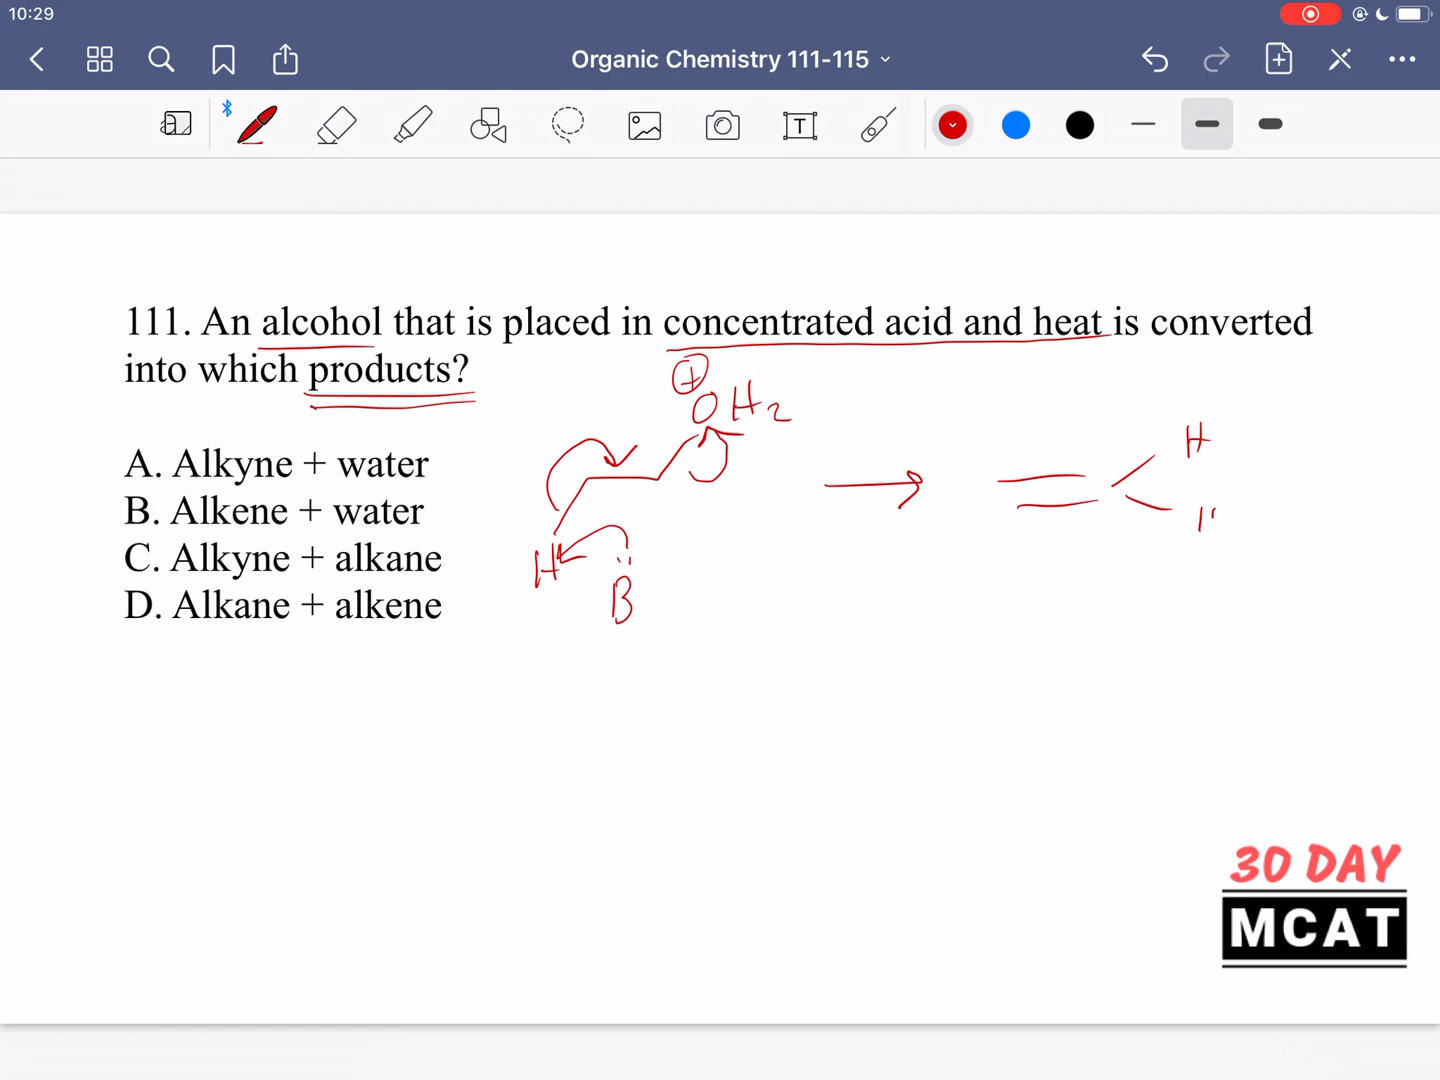 10:29
Organic Chemistry 111-115
T
111. An alcohol that is placed in concentrated acid and heat is converted
into which products?
+
OH2
A. Alkyne + water
B. Alkene + water
C. Alkyne + alkane
D. Alkane + alkene
H
H
B
30 DAY
MCAT